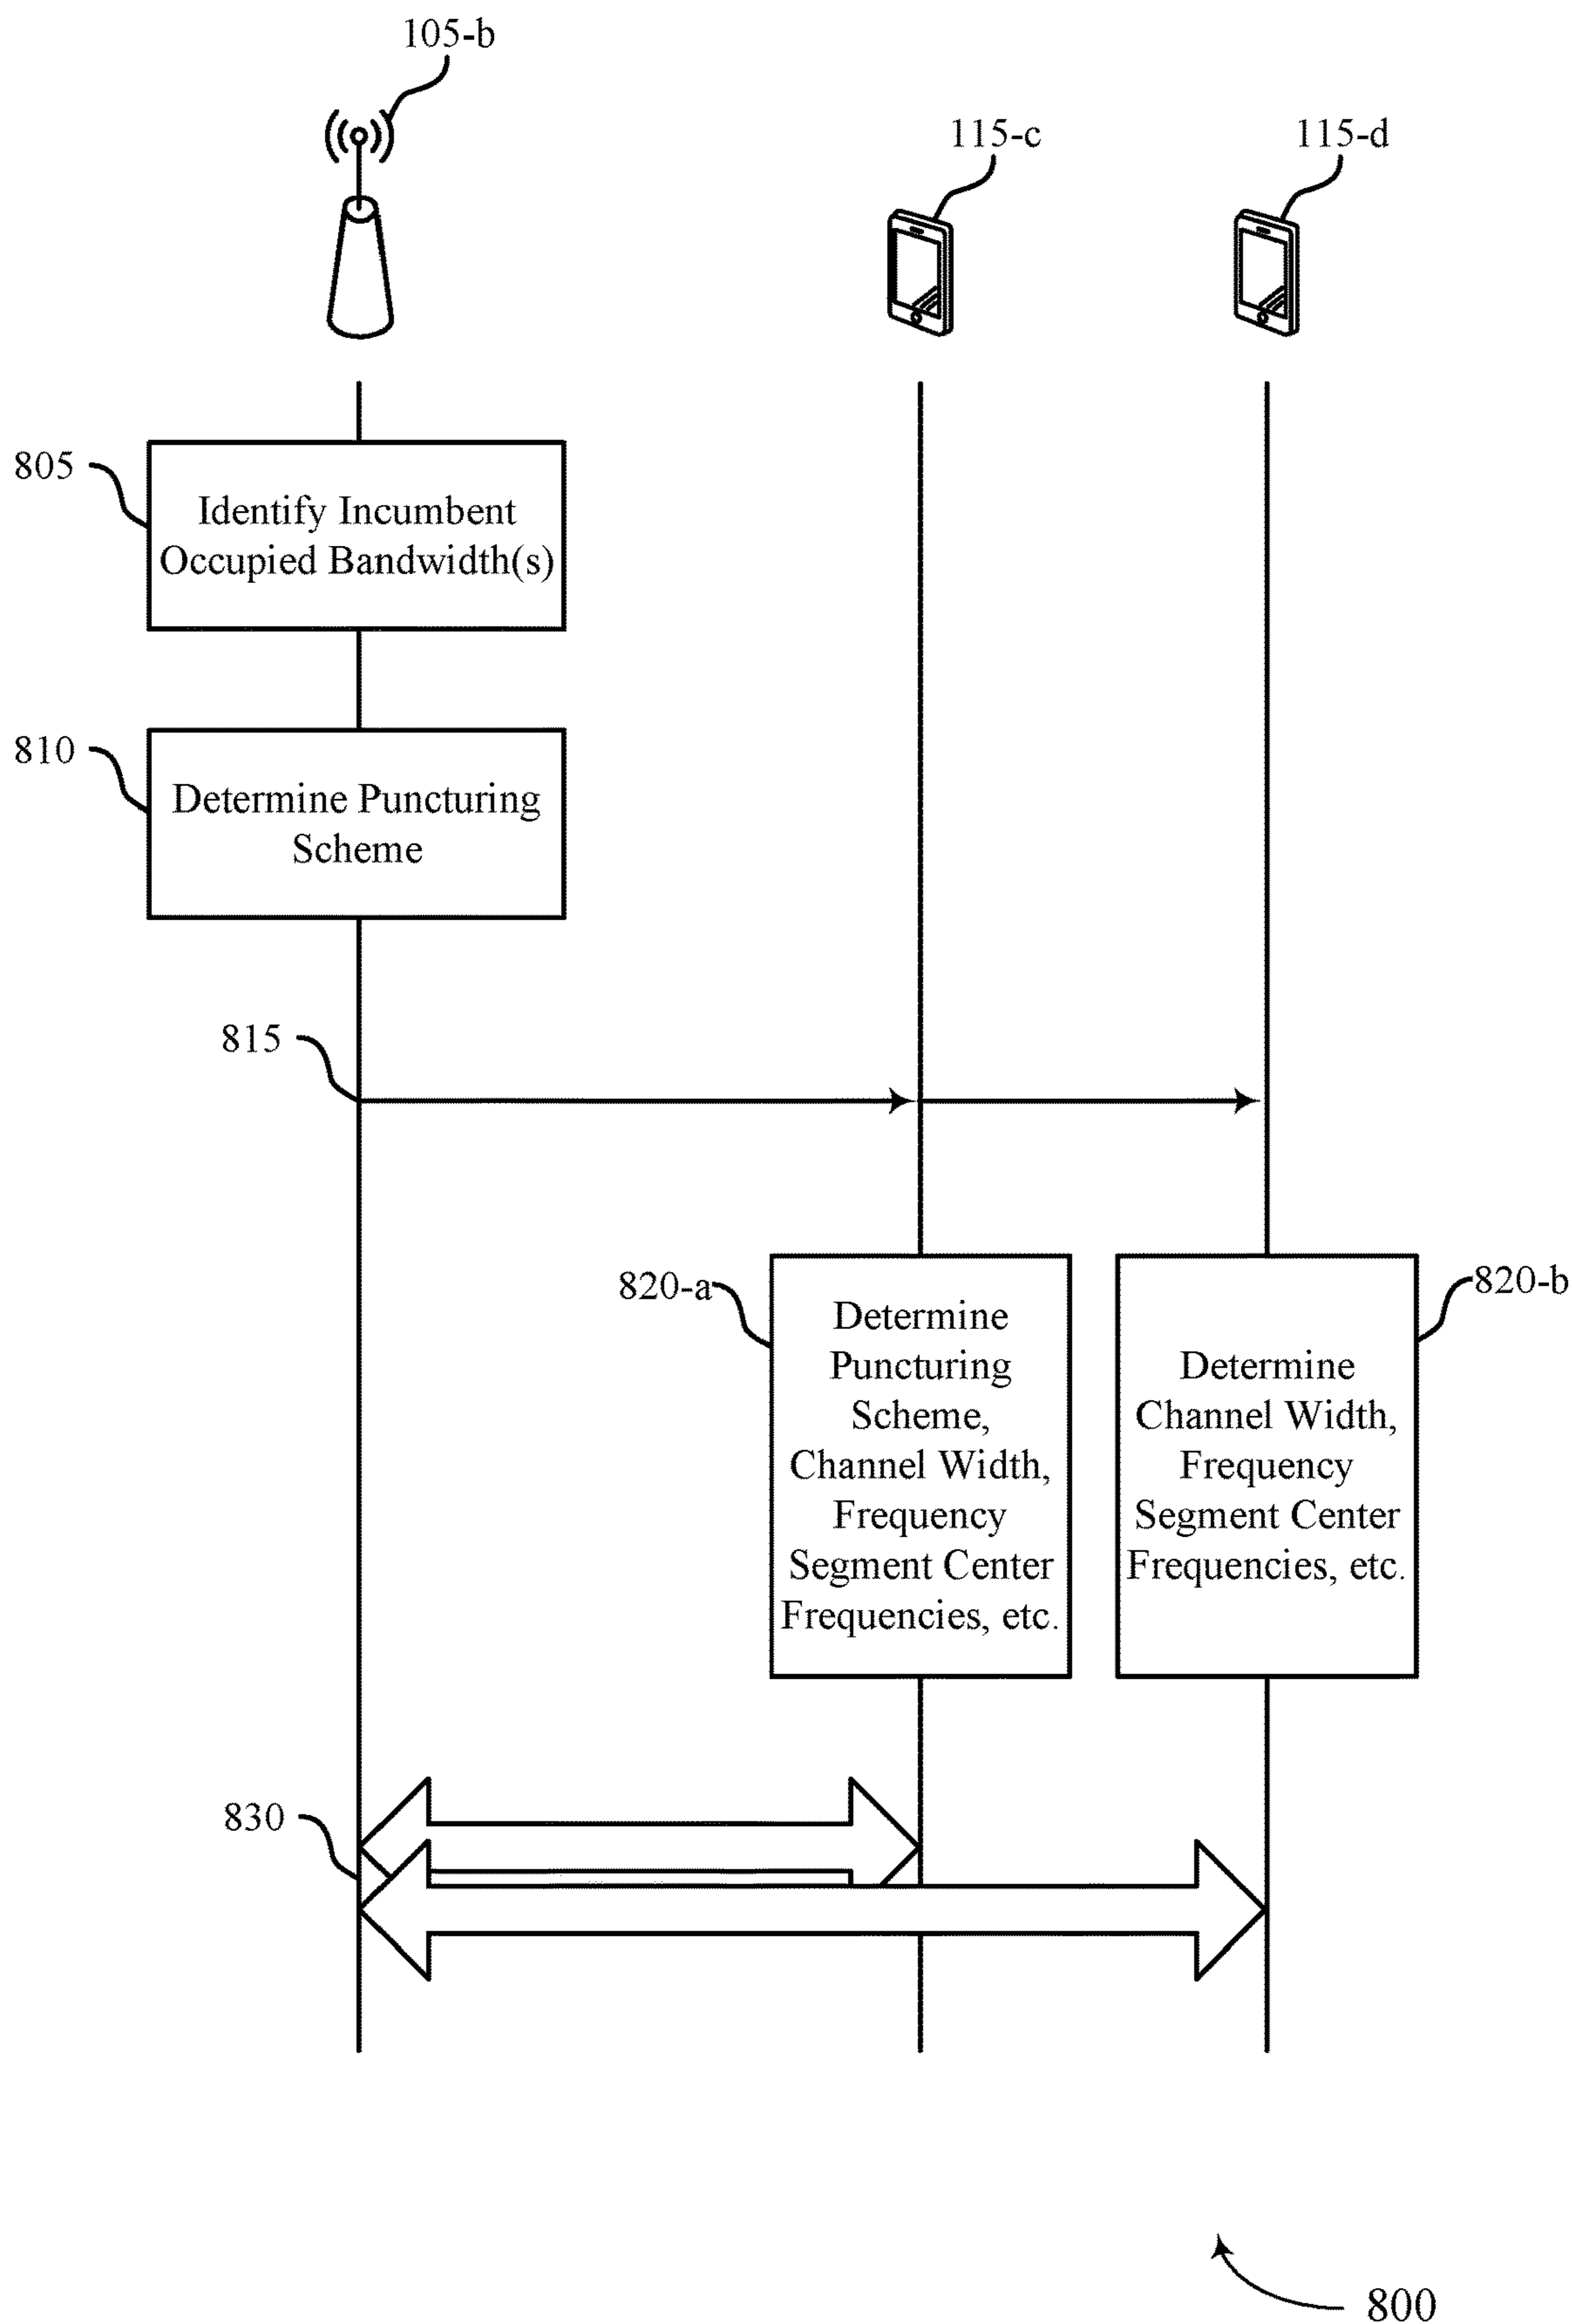 105-b
115-c
115-d
805
Identify Incumbent
Occupied Bandwidth(s)
810
Determine Puncturing
Scheme
815
820-a
Determine
Puncturing
Scheme,
Channel Width,
Frequency
Segment Center
Frequencies, etc.
820-b
Determine
Channel Width,
Frequency
Segment Center
Frequencies, etc.
830
800